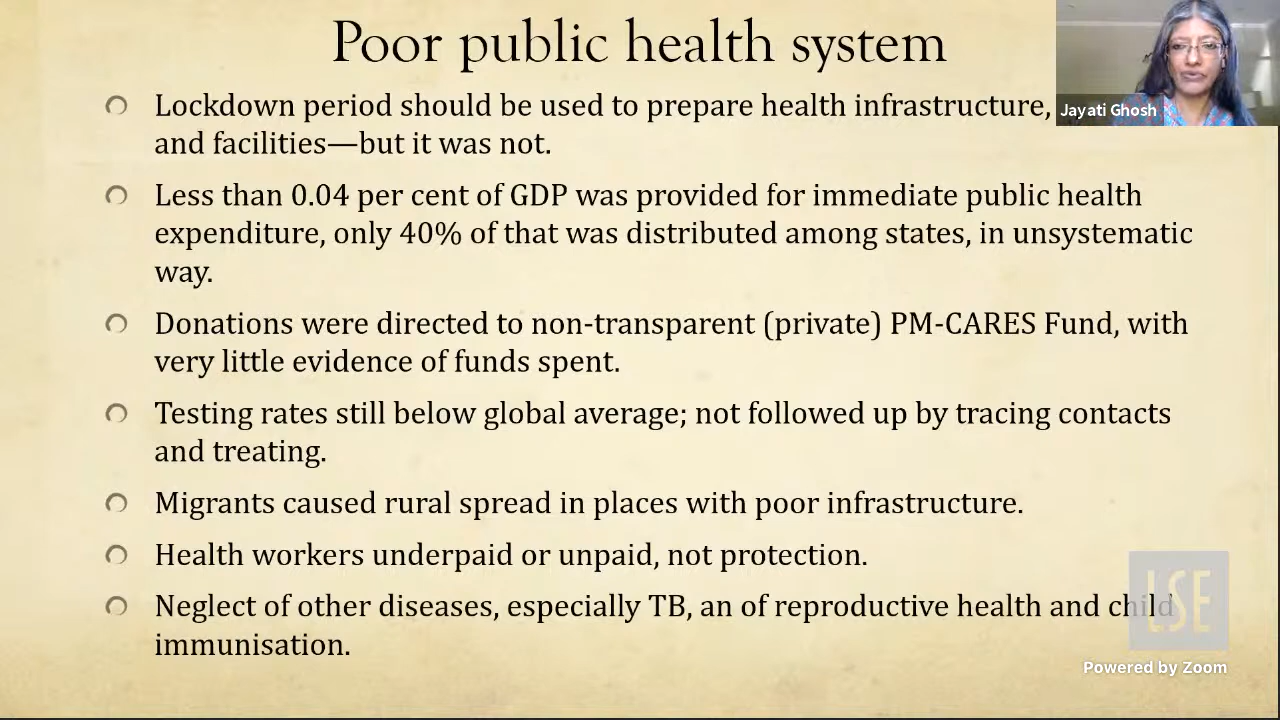 Poor public health system
Jayati Ghosh
Lockdown period should be used to prepare health infrastructure,
and facilities—but it was not.
Less than 0.04 per cent of GDP was provided for immediate public health
expenditure, only 40% of that was distributed among states, in unsystematic
way.
Donations were directed to non-transparent (private) PM-CARES Fund, with
very little evidence of funds spent.
Testing rates still below global average; not followed up by tracing contacts
and treating.
Migrants caused rural spread in places with poor infrastructure.
Health workers underpaid or unpaid, not protection.
Neglect of other diseases, especially TB, an of reproductive health and child
immunisation.
LSE
Powered by Zoom